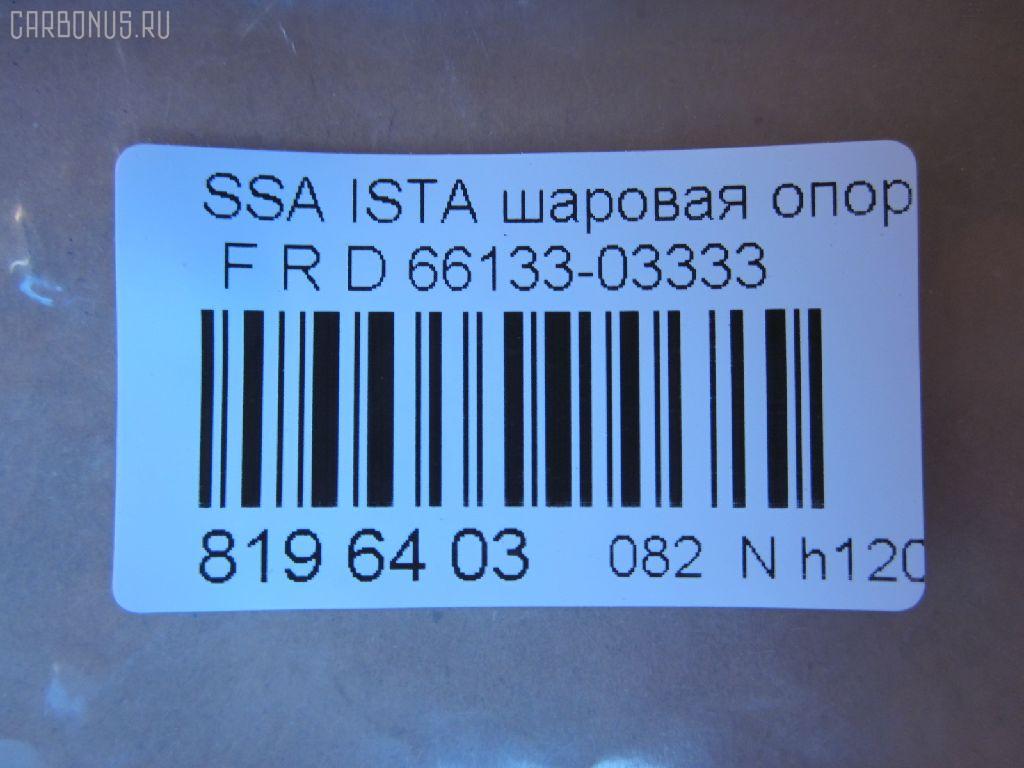 CARBONUS.RU
SSA ISTA шаровая опор
F R D 66133-03333
819 64 03 082 N h120